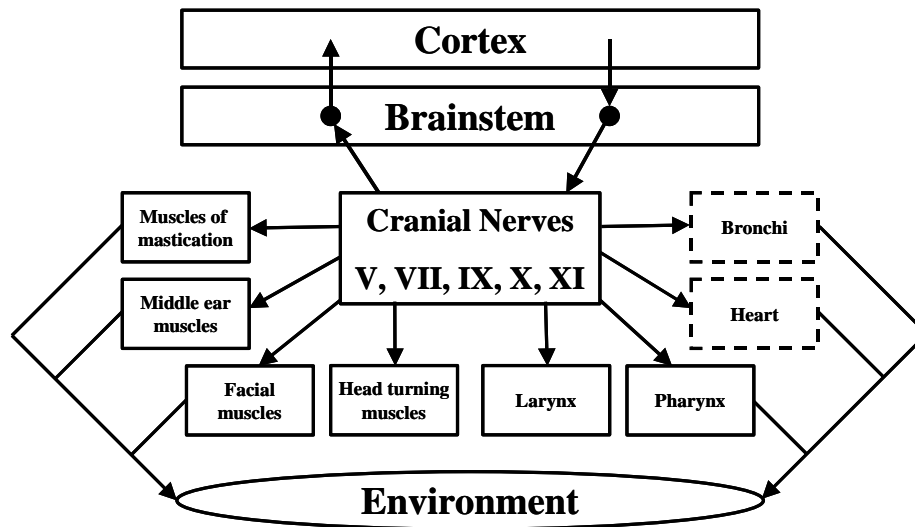 Cortex
Brainstem
Cranial Nerves
V, VII, IX, X, XI
Muscles of
mastication
Bronchi
Middle ear
muscles
Heart
Facial
muscles
Head turning
muscles
Larynx
Pharynx
Environment